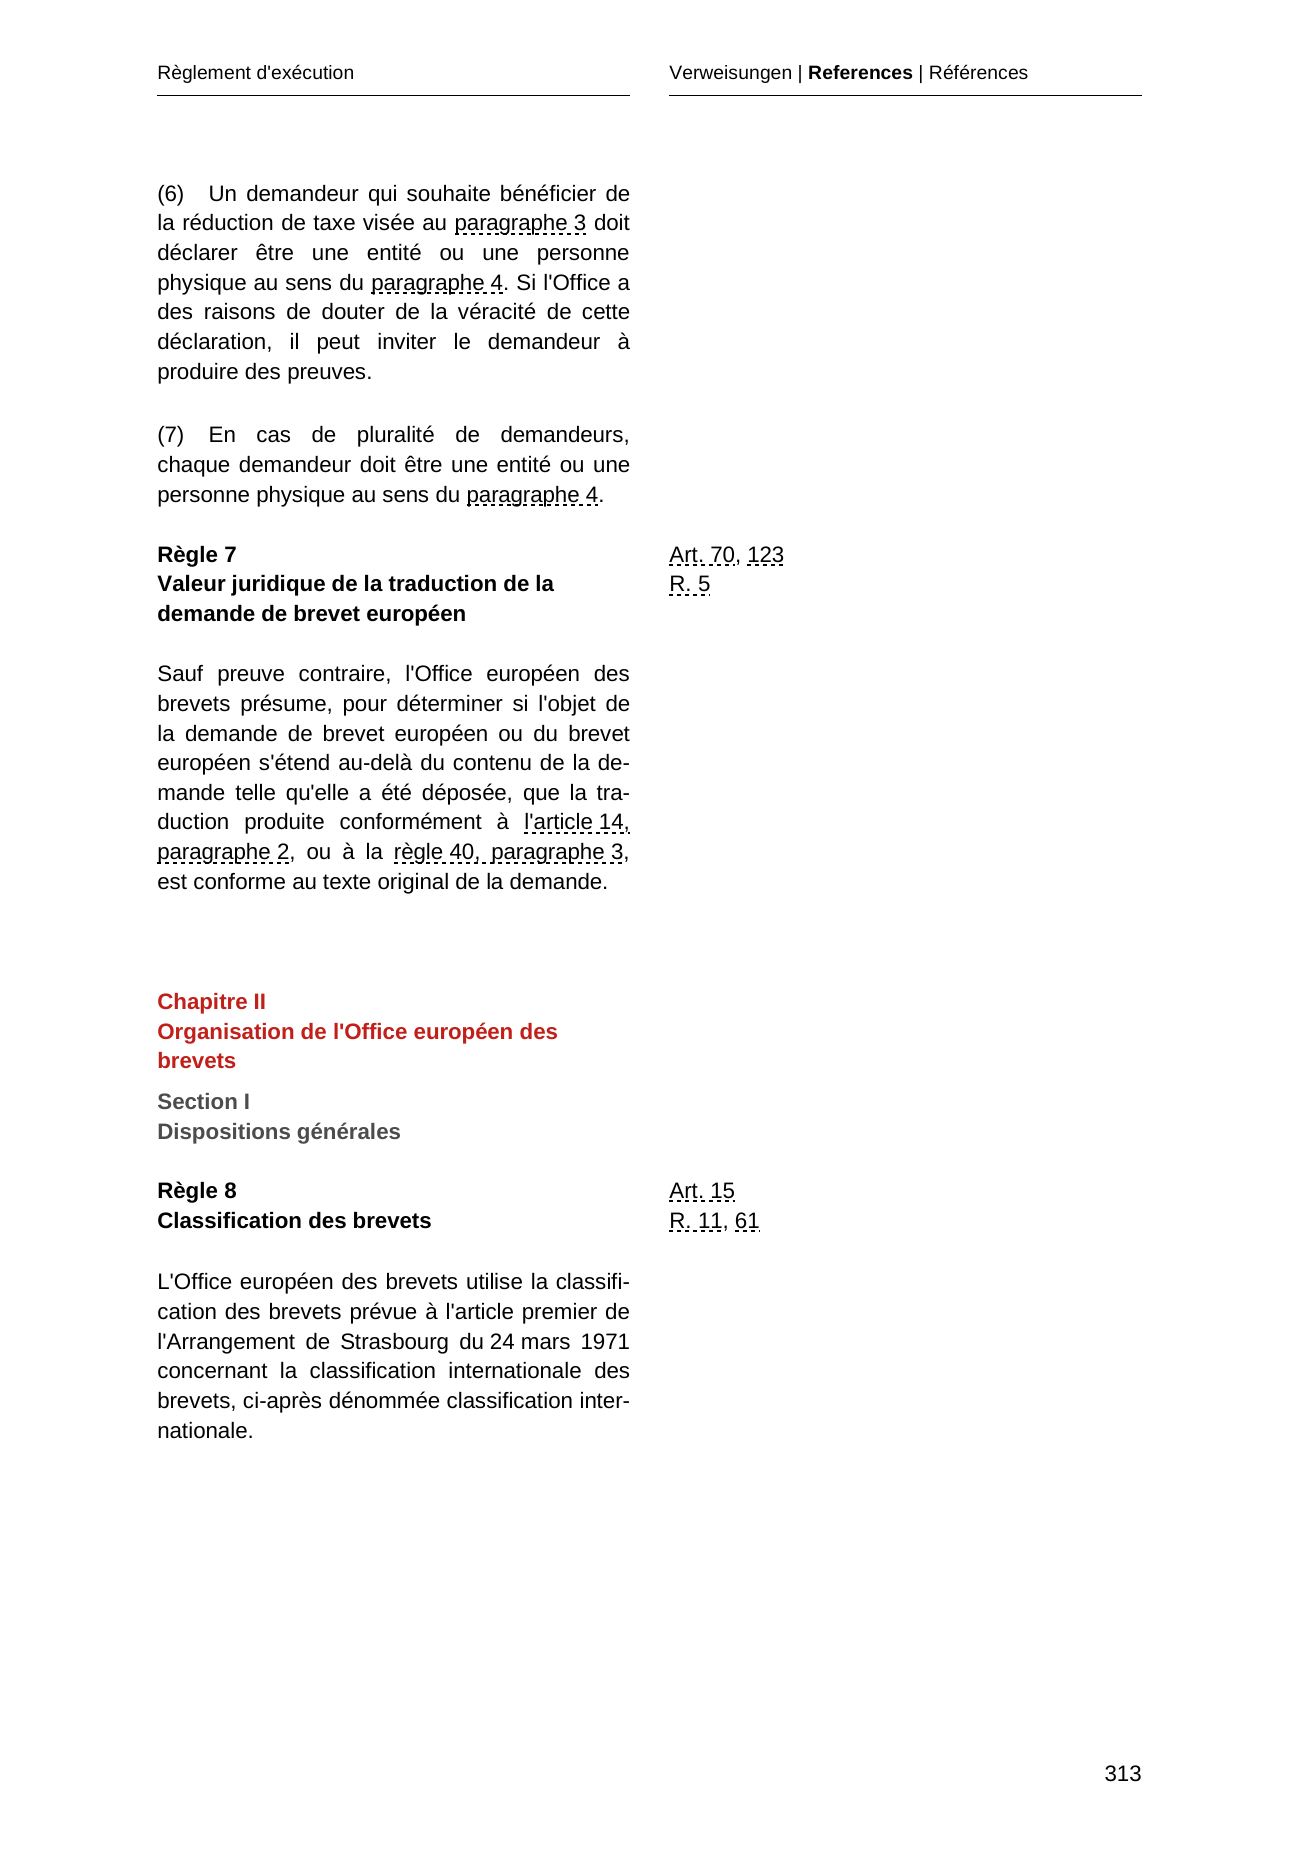 Règlement d'exécution
Verweisungen | References | Références
(6) Un demandeur qui souhaite bénéficier de
la réduction de taxe visée au paragraphe 3 doit
déclarer être une entité ou une personne
physique au sens du paragraphe 4. Si l'Office a
des raisons de douter de la véracité de cette
déclaration, il peut inviter le demandeur à
produire des preuves.
(7) En cas de pluralité de demandeurs,
chaque demandeur doit être une entité ou une
personne physique au sens du paragraphe 4.
Règle 7
Valeur juridique de la traduction de la
demande de brevet européen
Art. 70, 123
R. 5
Sauf preuve contraire, l'Office européen des
brevets présume, pour déterminer si l'objet de
la demande de brevet européen ou du brevet
européen s'étend au-delà du contenu de la de-
mande telle qu'elle a été déposée, que la tra-
duction produite conformément à l'article 14,
paragraphe 2, ou à la règle 40, paragraphe 3,
est conforme au texte original de la demande.
Chapitre II
Organisation de l'Office européen des
brevets
Section I
Dispositions générales
Règle 8
Classification des brevets
Art. 15
R. 11, 61
L'Office européen des brevets utilise la classifi-
cation des brevets prévue à l'article premier de
l'Arrangement de Strasbourg du 24 mars 1971
concernant la classification internationale des
brevets, ci-après dénommée classification inter-
nationale.
313